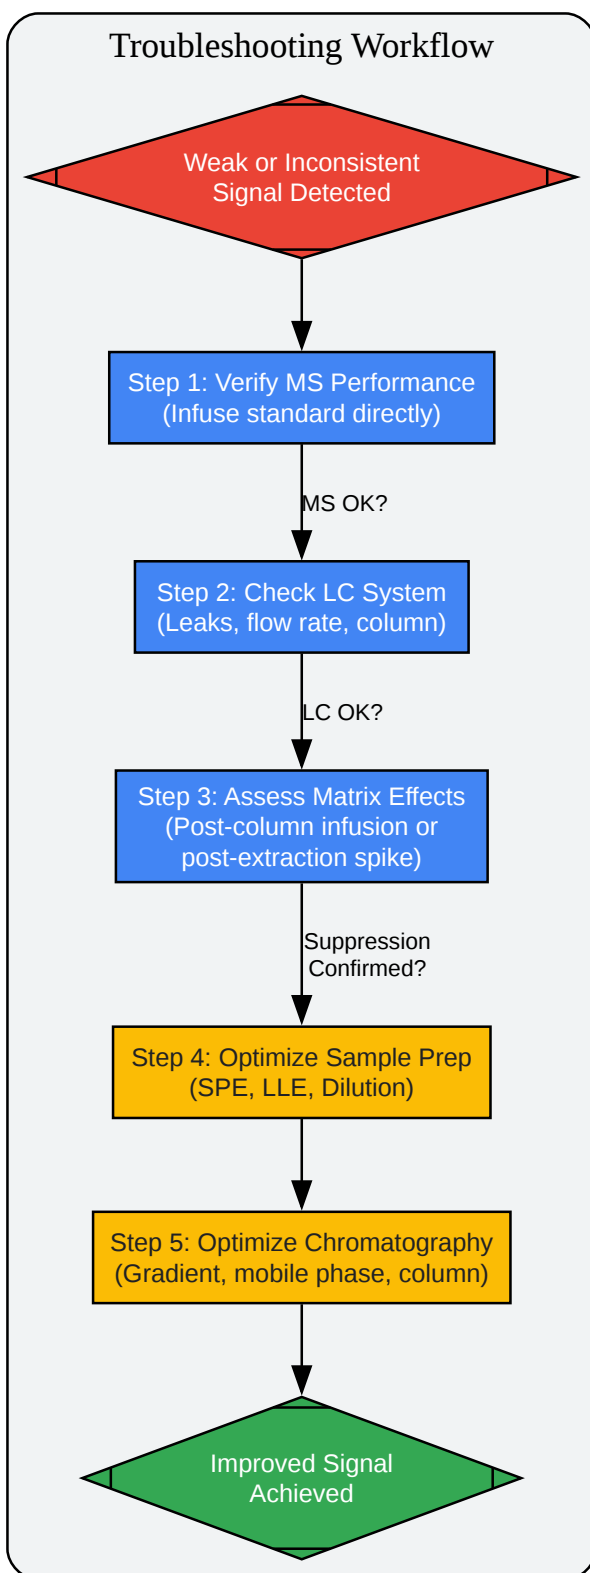 Troubleshooting Workflow
Weak or Inconsistent
Signal Detected
Step 1: Verify MS Performance
(Infuse standard directly)
MS OK?
Step 2: Check LC System
(Leaks, flow rate, column)
LC OK?
Step 3: Assess Matrix Effects
(Post-column infusion or
post-extraction spike)
Suppression
Confirmed?
Step 4: Optimize Sample Prep
(SPE, LLE, Dilution)
Step 5: Optimize Chromatography
(Gradient, mobile phase, column)
Improved Signal
Achieved